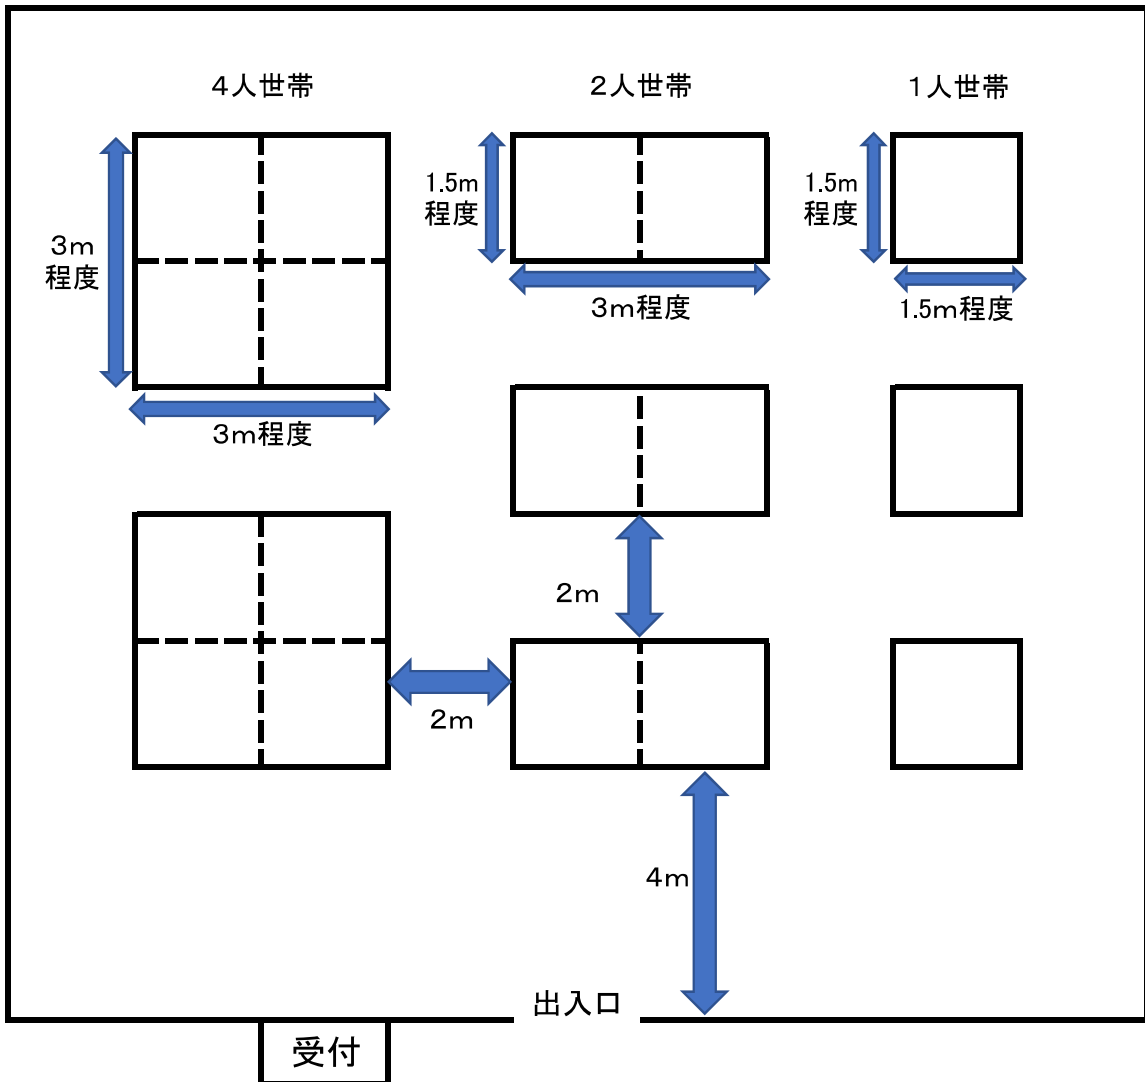 ４人世帯
２人世帯
１人世帯
3ｍ
程度
3ｍ程度
1.5ｍ
程度
3ｍ程度
1.5ｍ
程度
1.5ｍ程度
2ｍ
2ｍ
4ｍ
出入口
受付